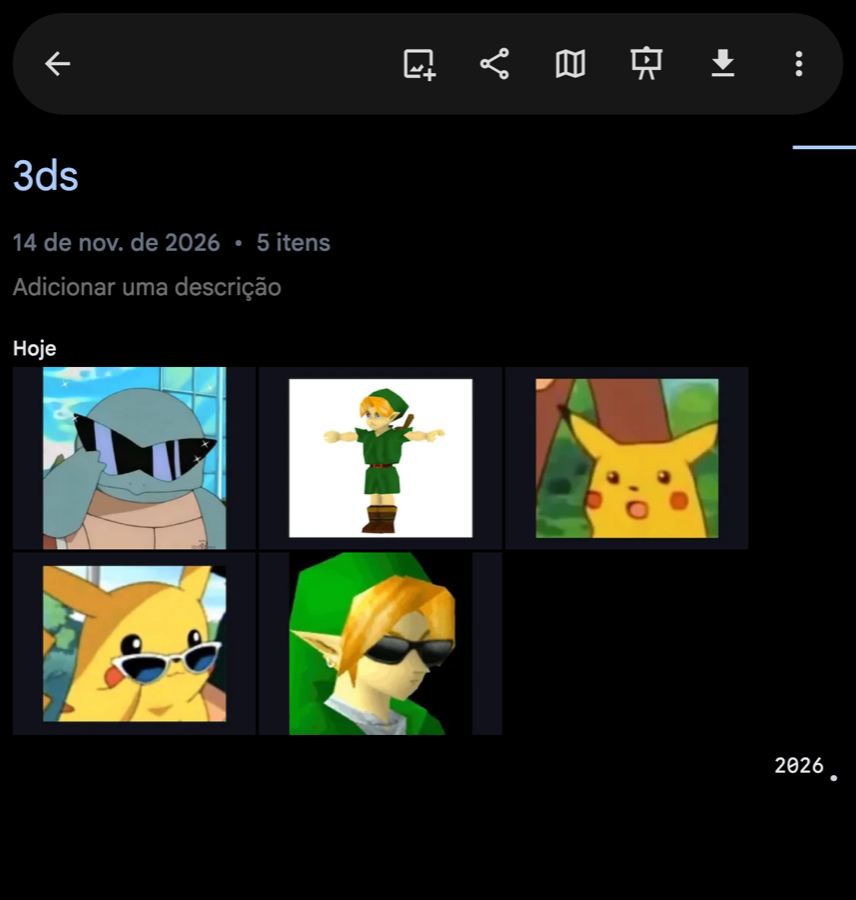 3ds
14 de nov. de 2026 • 5 itens
Adicionar uma descrição
Hoje
2026